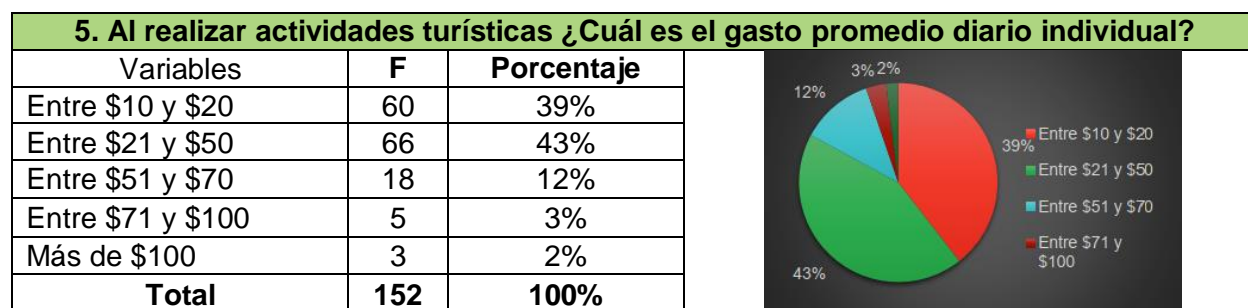 5. Al realizar actividades turísticas ¿Cuál es el gasto promedio diario individual?
Variables F Porcentaje
Entre $10 y $20 60 39%
Entre $21 y $50 66 43%
Entre $51 y $70 18 12%
Entre $71 y $100 5 3%
Más de $100 3 2%
Total 152 100%
3% 2%
12%
39%
43%
Entre $10 y $20
Entre $21 y $50
Entre $51 y $70
Entre $71 y
$100